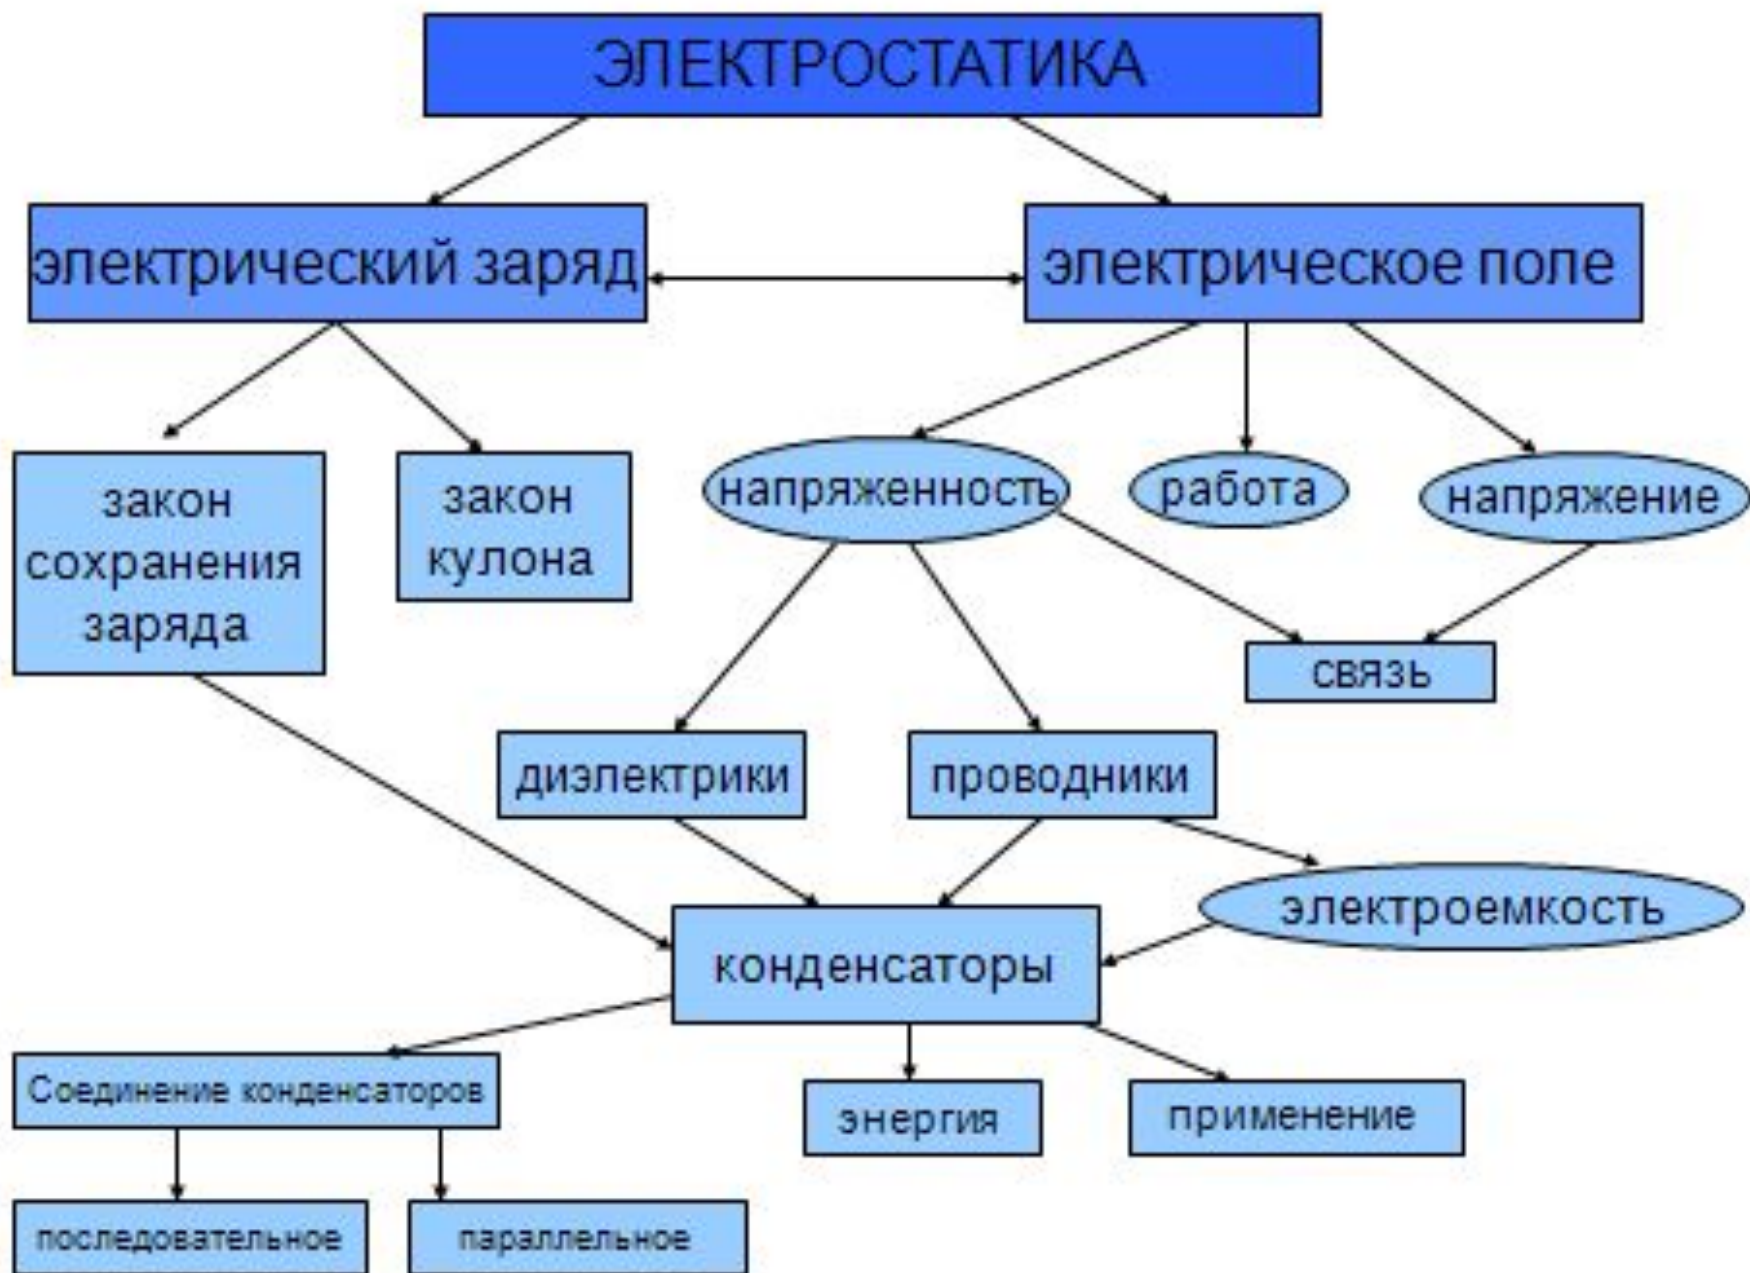 ЭЛЕКТРОСТАТИКА
электрический заряд
электрическое поле
закон
сохранения
заряда
закон
кулона
напряженность
работа
напряжение
связь
диэлектрики
проводники
электроемкость
конденсаторы
Соединение конденсаторов
энергия
применение
последовательное
параллельное